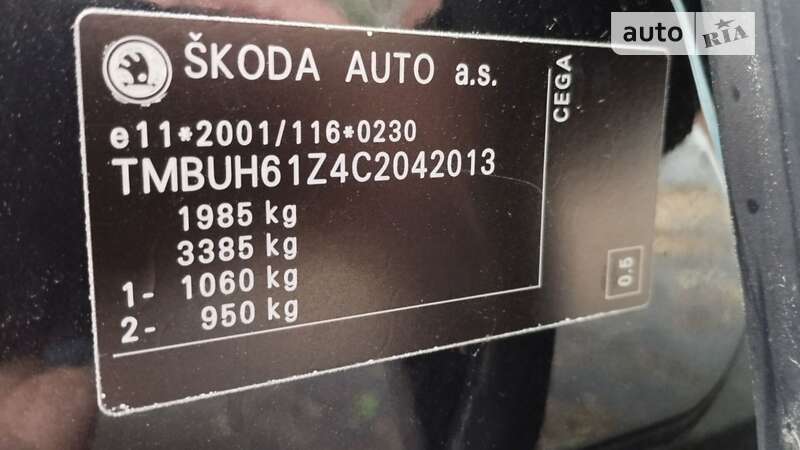 ŠKODA AUTO a.s.
e11*2001/116*0230
TMBUH61Z4C2042013
1985 kg
3385 kg
1- 1060 kg
2- 950 kg
CEGA
0.5
auto RIA